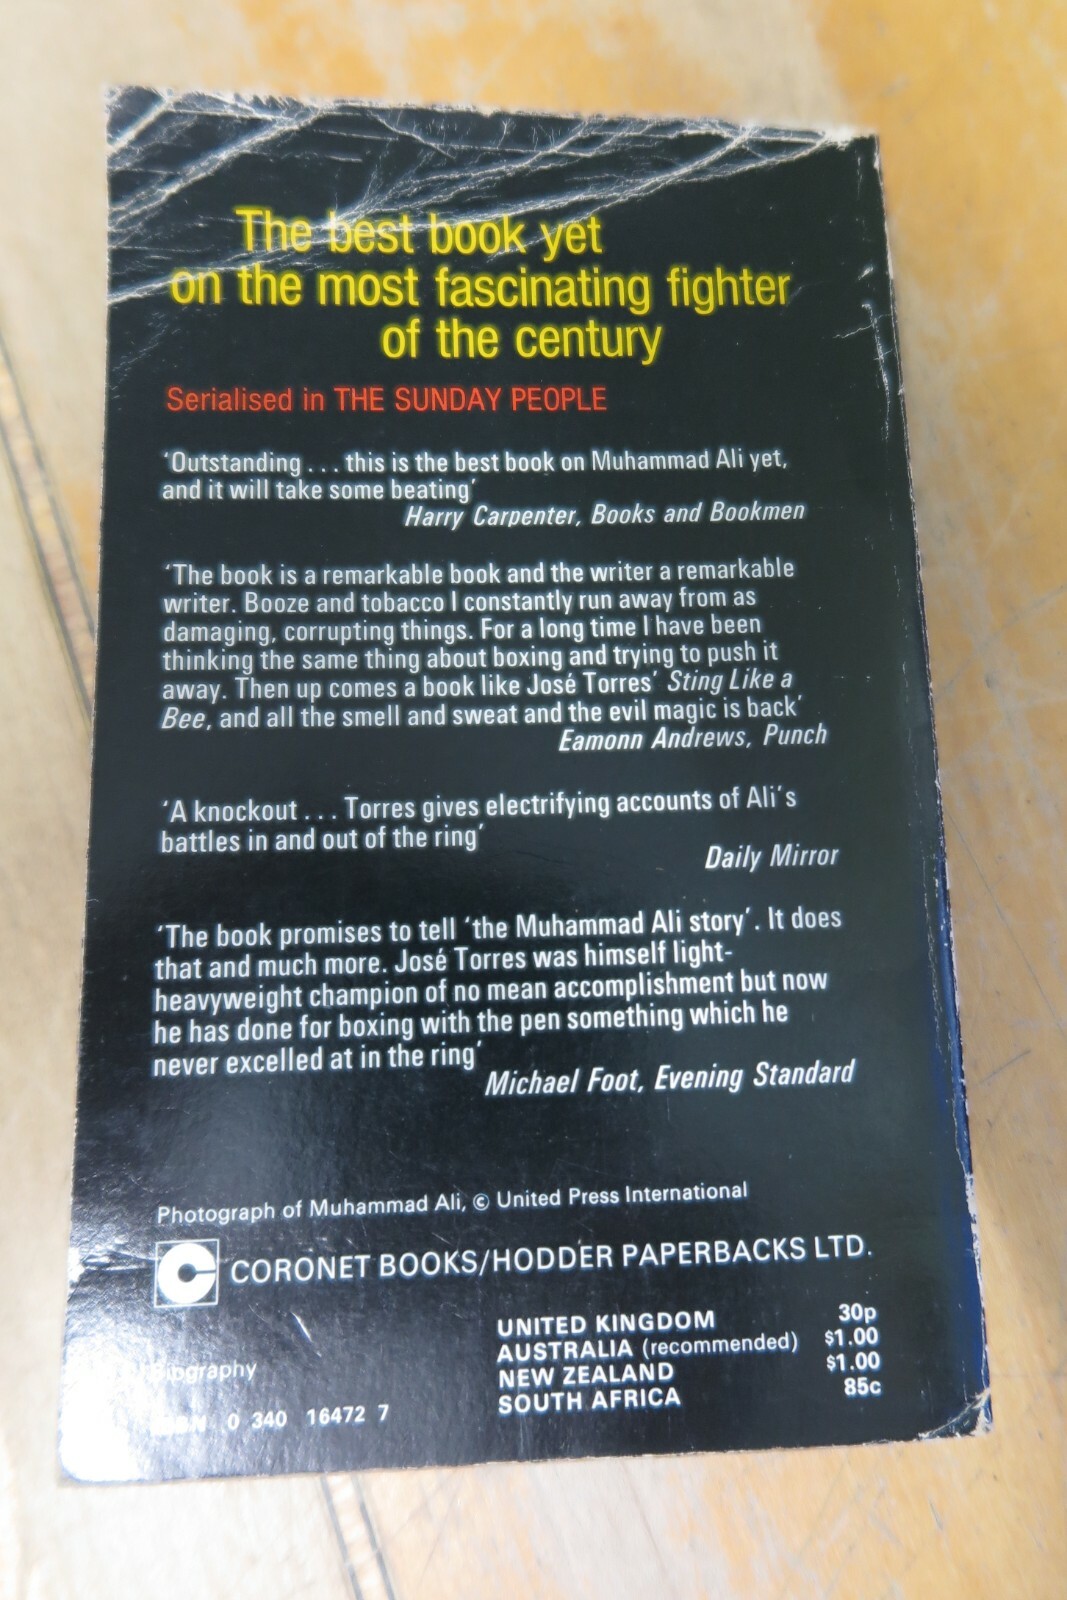 The best book yet
on the most fascinating fighter
of the century
Serialised in THE SUNDAY PEOPLE
‘Outstanding . . . this is the best book on Muhammad Ali yet,
and it will take some beating’
Harry Carpenter, Books and Bookmen
‘The book is a remarkable book and the writer a remarkable
writer. Booze and tobacco I constantly run away from as
damaging, corrupting things. For a long time I have been
thinking the same thing about boxing and trying to push it
away. Then up comes a book like José Torres’ Sting Like a
Bee, and all the smell and sweat and the evil magic is back’
Eamonn Andrews, Punch
‘A knockout . . . Torres gives electrifying accounts of Ali’s
battles in and out of the ring’
Daily Mirror
‘The book promises to tell ‘the Muhammad Ali story’. It does
that and much more. José Torres was himself light-
heavyweight champion of no mean accomplishment but now
he has done for boxing with the pen something which he
never excelled at in the ring’
Michael Foot, Evening Standard
Photograph of Muhammad Ali, © United Press International
CORONET BOOKS/HODDER PAPERBACKS LTD.
UNITED KINGDOM 30p
AUSTRALIA (recommended) $1.00
NEW ZEALAND $1.00
SOUTH AFRICA 85c
Biography
ISBN 0 340 16472 7